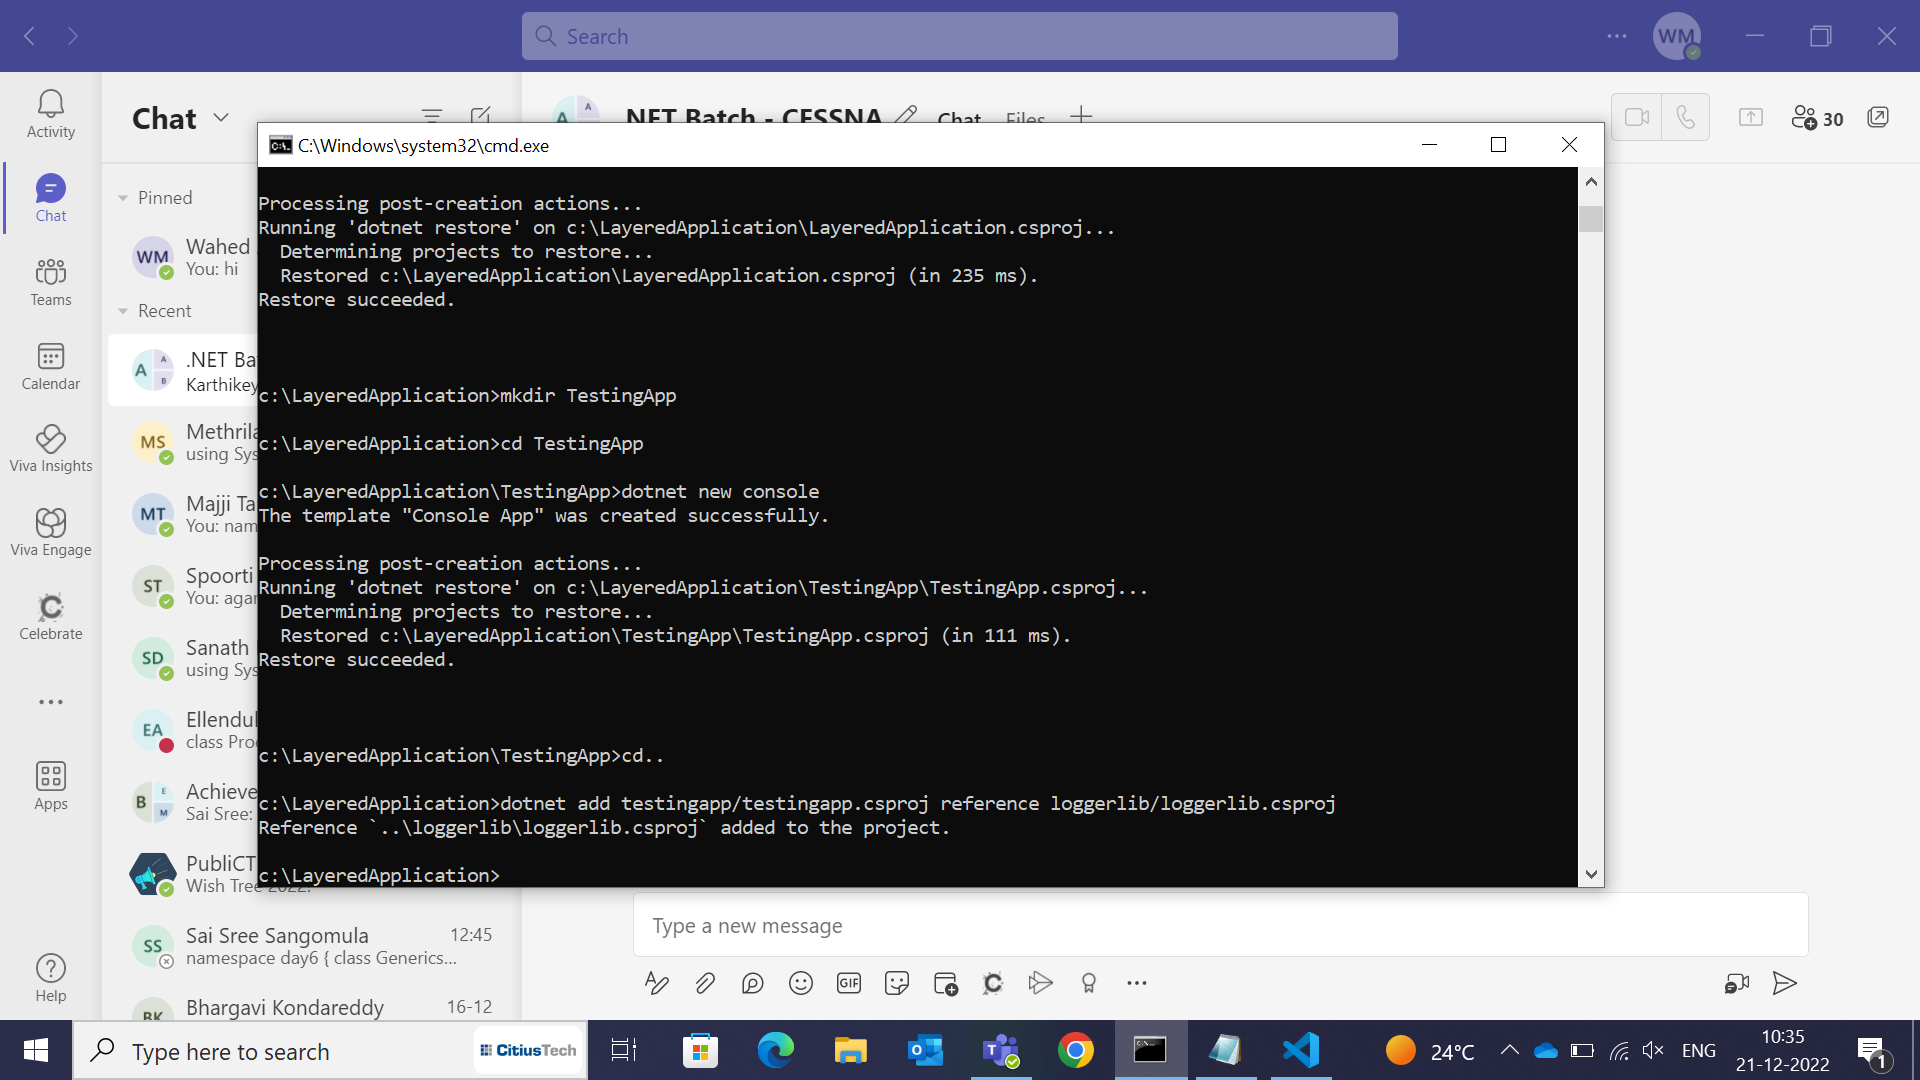 Search
WM
Activity
Chat
Teams
Calendar
Viva Insights
Viva Engage
Celebrate
Apps
Help
Chat
Pinned
WM
Wahed
You: hi
Recent
A A B
.NET Ba
Karthikey
MS
Methrila
using Sys
MT
Majji Ta
You: nam
ST
Spoorti
You: agar
SD
Sanath
using Sys
EA
Ellendul
class Pro
B E M
Achieve
Sai Sree:
PubliCT
Wish Tree 2022!
SS
Sai Sree Sangomula 12:45
namespace day6 { class Generics...
BK
Bhargavi Kondareddy 16-12
A A
.NET Batch - CESSNA
Chat
Files
30
C:\Windows\system32\cmd.exe
Processing post-creation actions...
Running 'dotnet restore' on c:\LayeredApplication\LayeredApplication.csproj...
Determining projects to restore...
Restored c:\LayeredApplication\LayeredApplication.csproj (in 235 ms).
Restore succeeded.
c:\LayeredApplication>mkdir TestingApp
c:\LayeredApplication>cd TestingApp
c:\LayeredApplication\TestingApp>dotnet new console
The template "Console App" was created successfully.
Processing post-creation actions...
Running 'dotnet restore' on c:\LayeredApplication\TestingApp\TestingApp.csproj...
Determining projects to restore...
Restored c:\LayeredApplication\TestingApp\TestingApp.csproj (in 111 ms).
Restore succeeded.
c:\LayeredApplication\TestingApp>cd..
c:\LayeredApplication>dotnet add testingapp/testingapp.csproj reference loggerlib/loggerlib.csproj
Reference `..\loggerlib\loggerlib.csproj` added to the project.
c:\LayeredApplication>
Type a new message
GIF
Type here to search
CitiusTech
24°C
ENG
10:35
21-12-2022
1